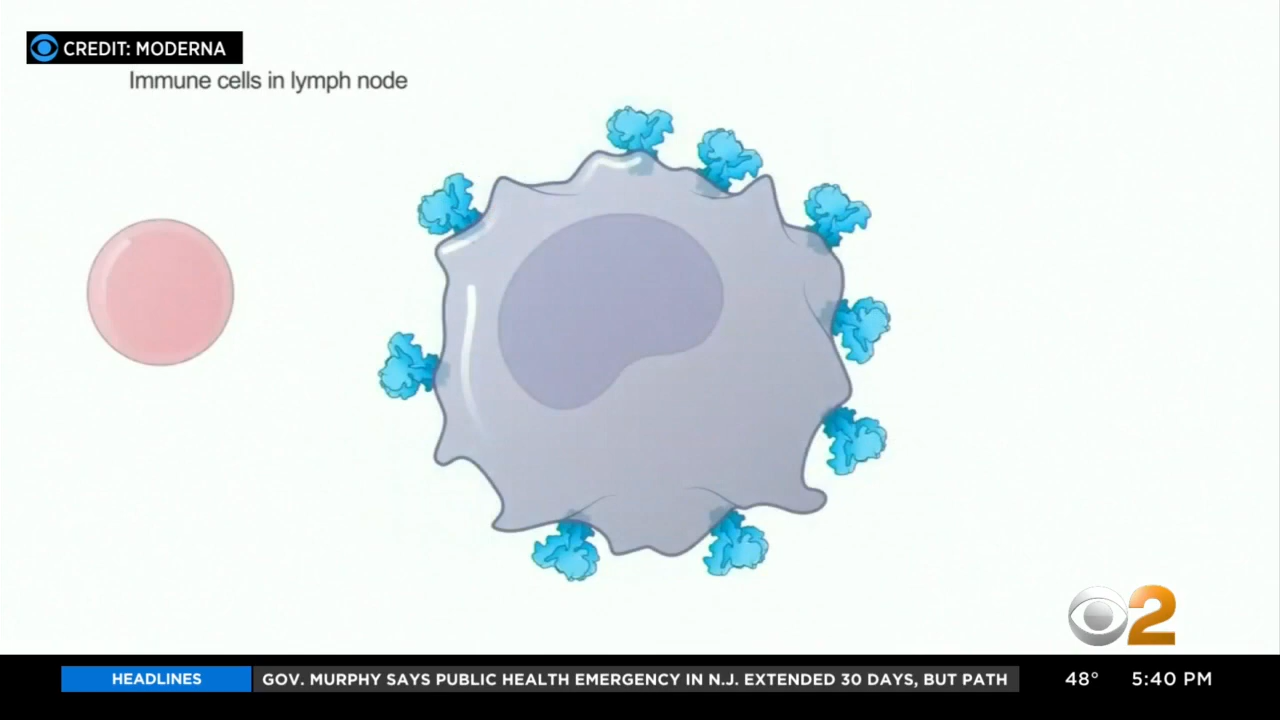 CREDIT: MODERNA
Immune cells in lymph node
2
HEADLINES
GOV. MURPHY SAYS PUBLIC HEALTH EMERGENCY IN N.J. EXTENDED 30 DAYS, BUT PATH
48°
5:40 PM